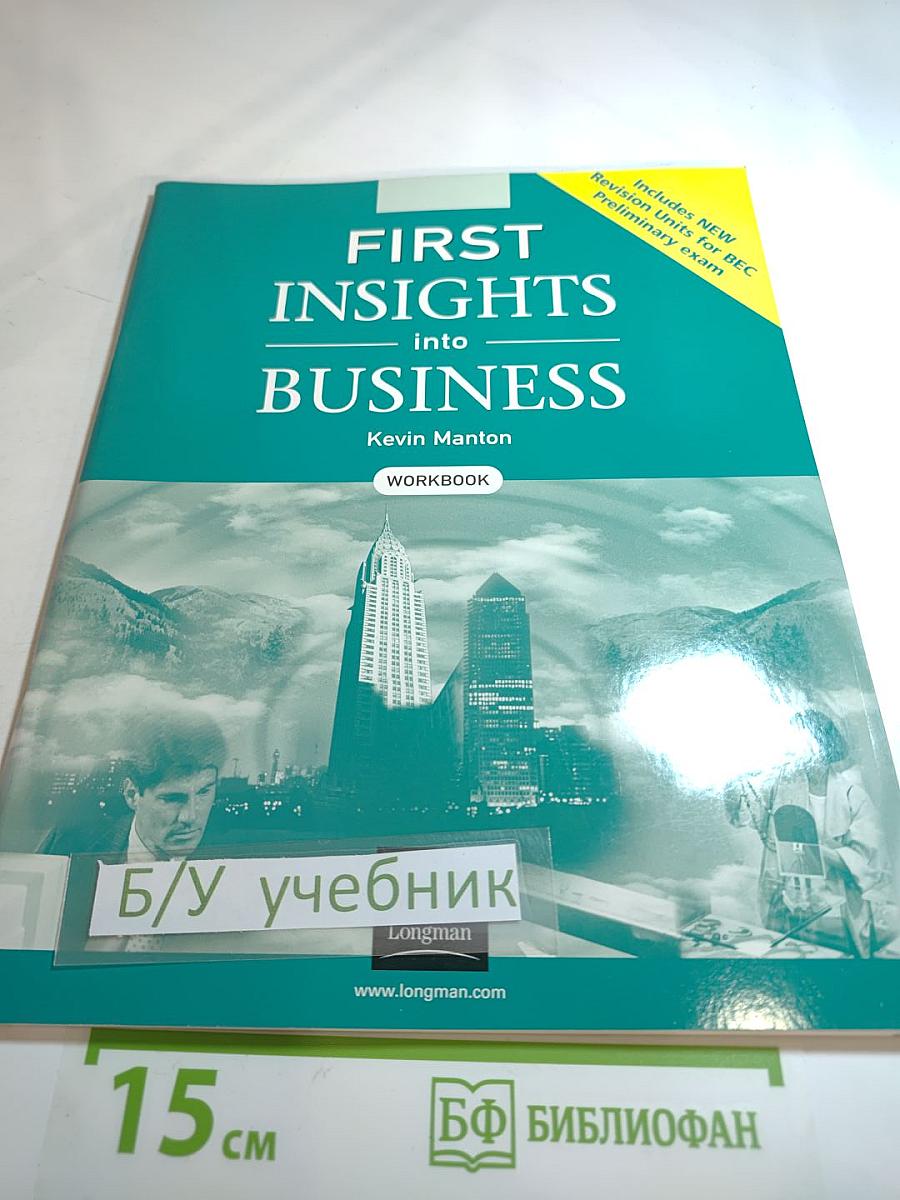 Includes NEW
Revision Units for BEC
Preliminary exam
FIRST
INSIGHTS
into
BUSINESS
Kevin Manton
WORKBOOK
Б/У учебник
Longman
www.longman.com
15 см
БФ БИБЛИОФАН